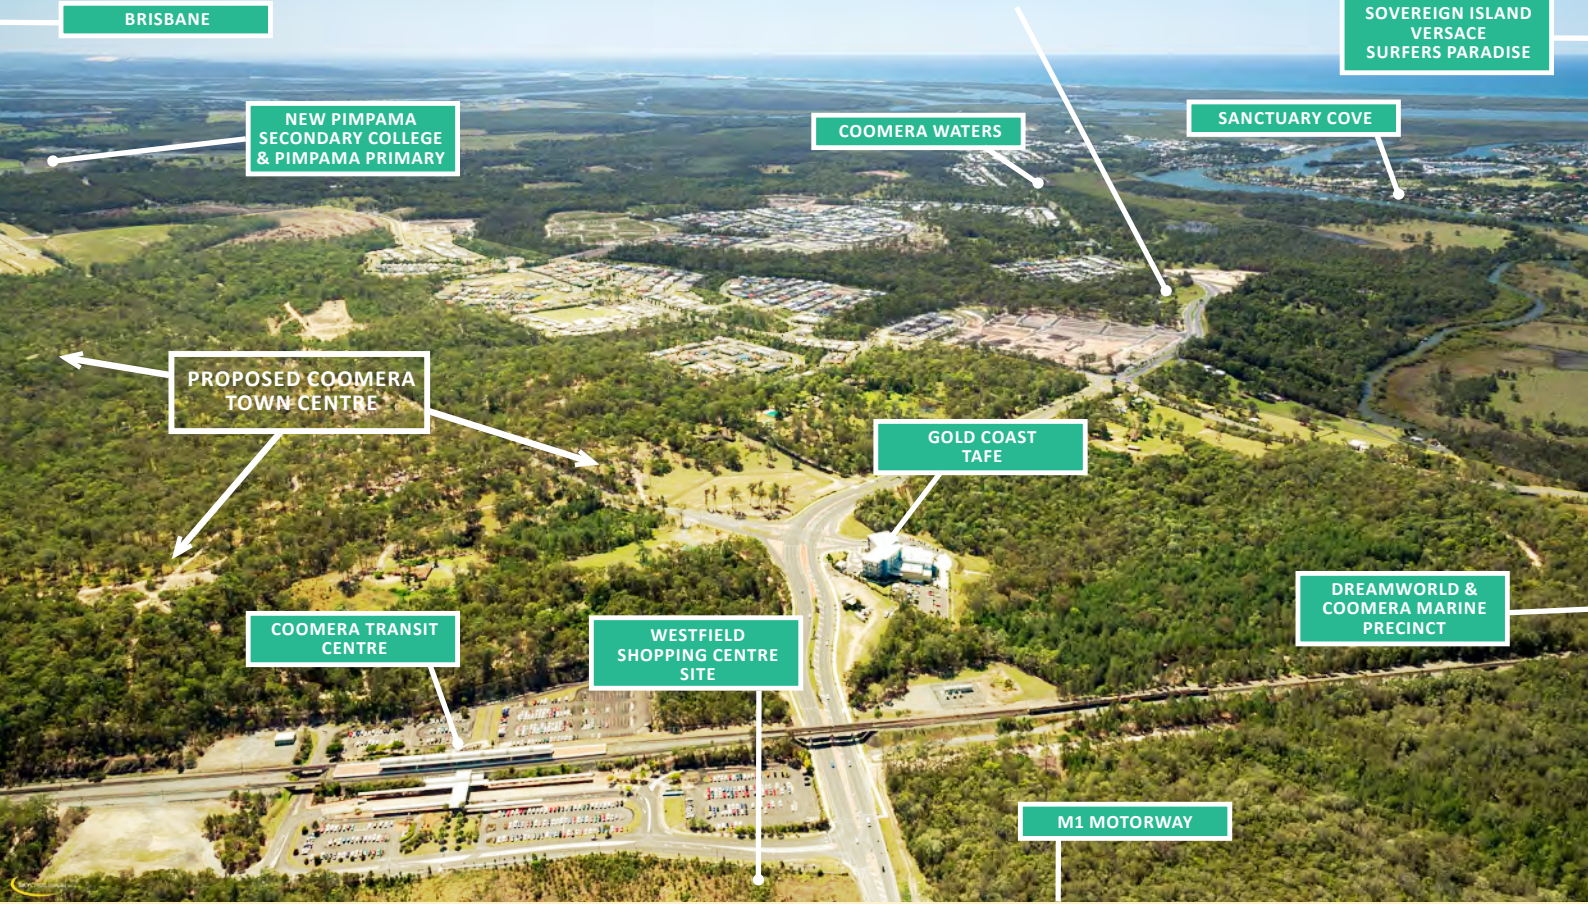 BRISBANE
SOVEREIGN ISLAND
VERSACE
SURFERS PARADISE
NEW PIMPAMA
SECONDARY COLLEGE
& PIMPAMA PRIMARY
COOMERA WATERS
SANCTUARY COVE
PROPOSED COOMERA
TOWN CENTRE
GOLD COAST
TAFE
DREAMWORLD &
COOMERA MARINE
PRECINCT
COOMERA TRANSIT
CENTRE
WESTFIELD
SHOPPING CENTRE
SITE
M1 MOTORWAY